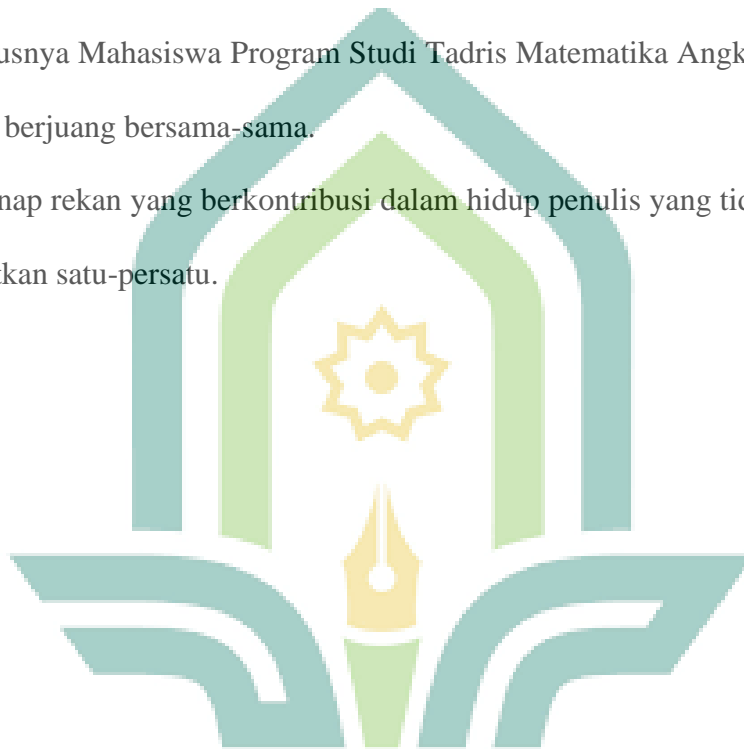 usnya Mahasiswa Program Studi Tadris Matematika Angk
berjuang bersama-sama.
nap rekan yang berkontribusi dalam hidup penulis yang tid
tkan satu-persatu.